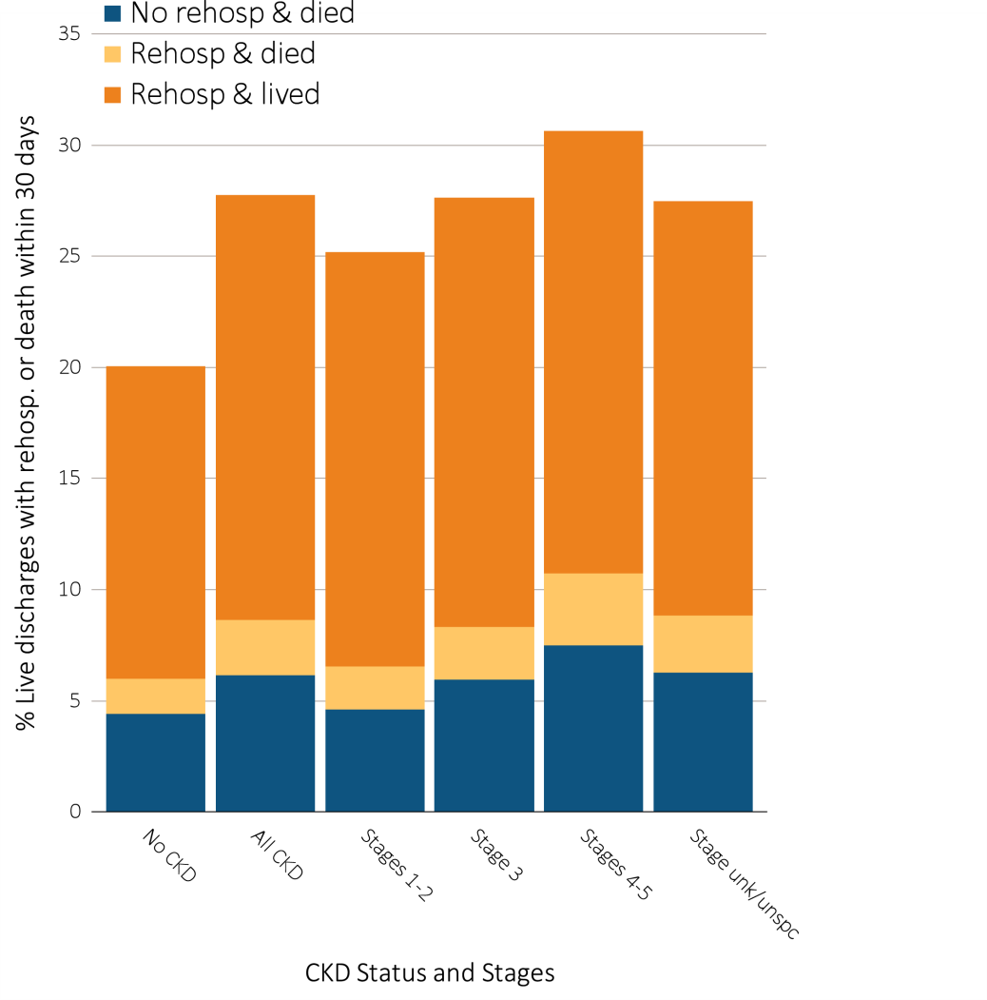 No rehosp & died
Rehosp & died
Rehosp & lived
% Live discharges with rehosp. or death within 30 days
35
30
25
20
15
10
5
0
No CKD
All CKD
Stages 1-2
Stage 3
Stages 4-5
Stage unk/unspc
CKD Status and Stages